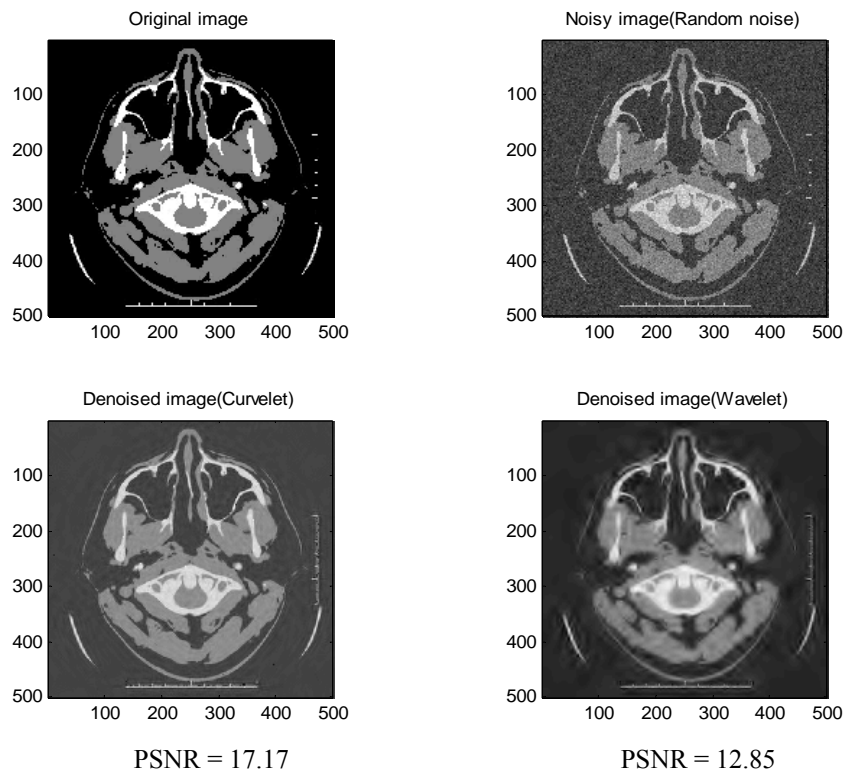 Original image
Noisy image(Random noise)
100
200
300
400
500
100 200 300 400 500
100
200
300
400
500
100 200 300 400 500
Denoised image(Curvelet)
Denoised image(Wavelet)
100
200
300
400
500
100 200 300 400 500
100
200
300
400
500
100 200 300 400 500
PSNR = 17.17
PSNR = 12.85